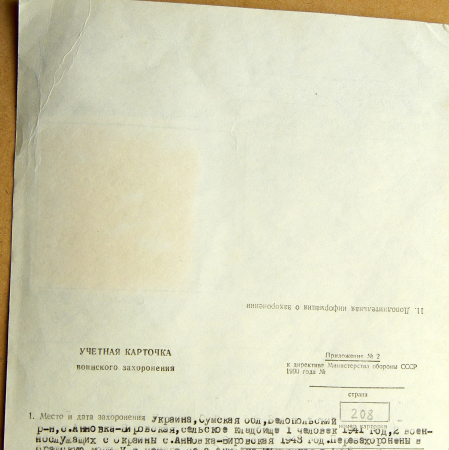 11. Дополнительная информация о захоронении
УЧЕТНАЯ КАРТОЧКА
воинского захоронения
Приложение № 2
к директиве Министерства обороны СССР
1990 года №
страна
208
номер карточки
1. Место и дата захоронения Украина,Сумская обл,Белопольский
р-н,с.Анновка-Вировская,сельское кладбище 1 человек 1941 год,2 воен-
нослужащих с окраины с.Анновка-Вировская 1943 год.перезахоронены в